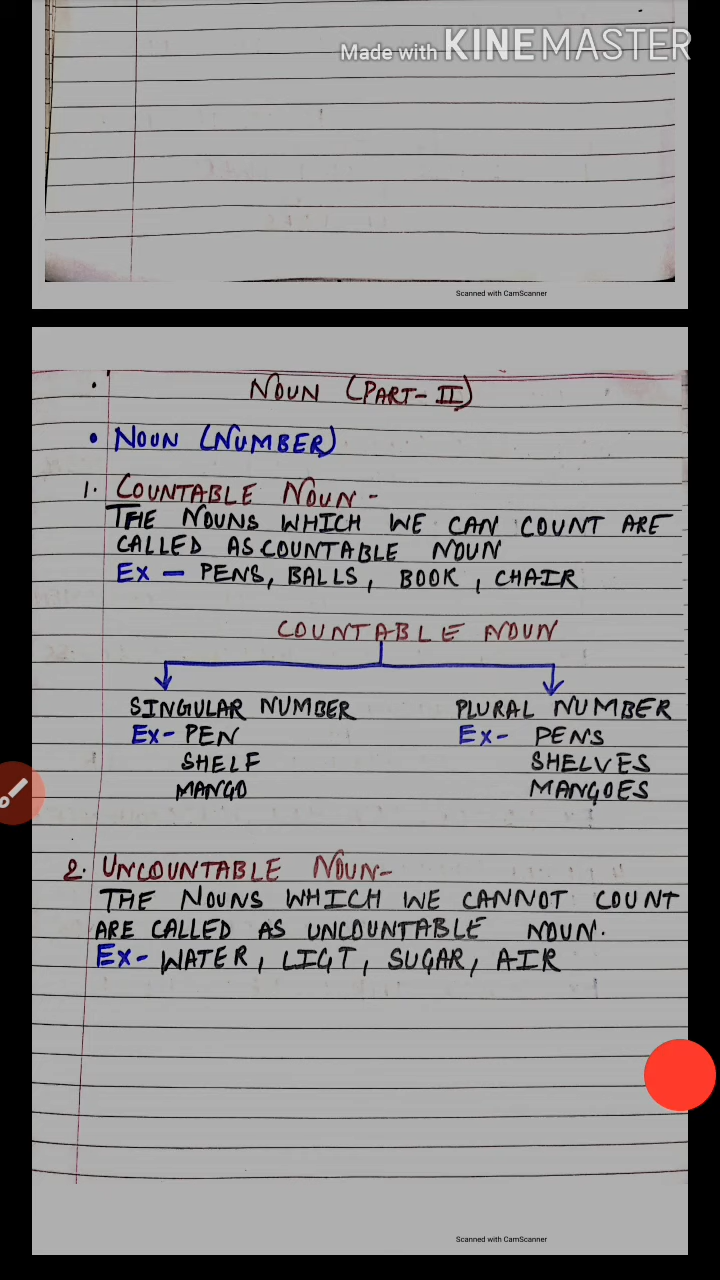 Made with KINEMASTER
Scanned with CamScanner
NOUN (PART-II)
• NOUN (NUMBER)
1. COUNTABLE NOUN -
THE NOUNS WHICH WE CAN COUNT ARE
CALLED AS COUNTABLE NOUN
EX - PENS, BALLS, BOOK, CHAIR
COUNTABLE NOUN
SINGULAR NUMBER PLURAL NUMBER
EX- PEN EX- PENS
SHELF SHELVES
MANGO MANGOES
2. UNCOUNTABLE NOUN-
THE NOUNS WHICH WE CANNOT COUNT
ARE CALLED AS UNCOUNTABLE NOUN.
EX- WATER, LIGT, SUGAR, AIR
Scanned with CamScanner